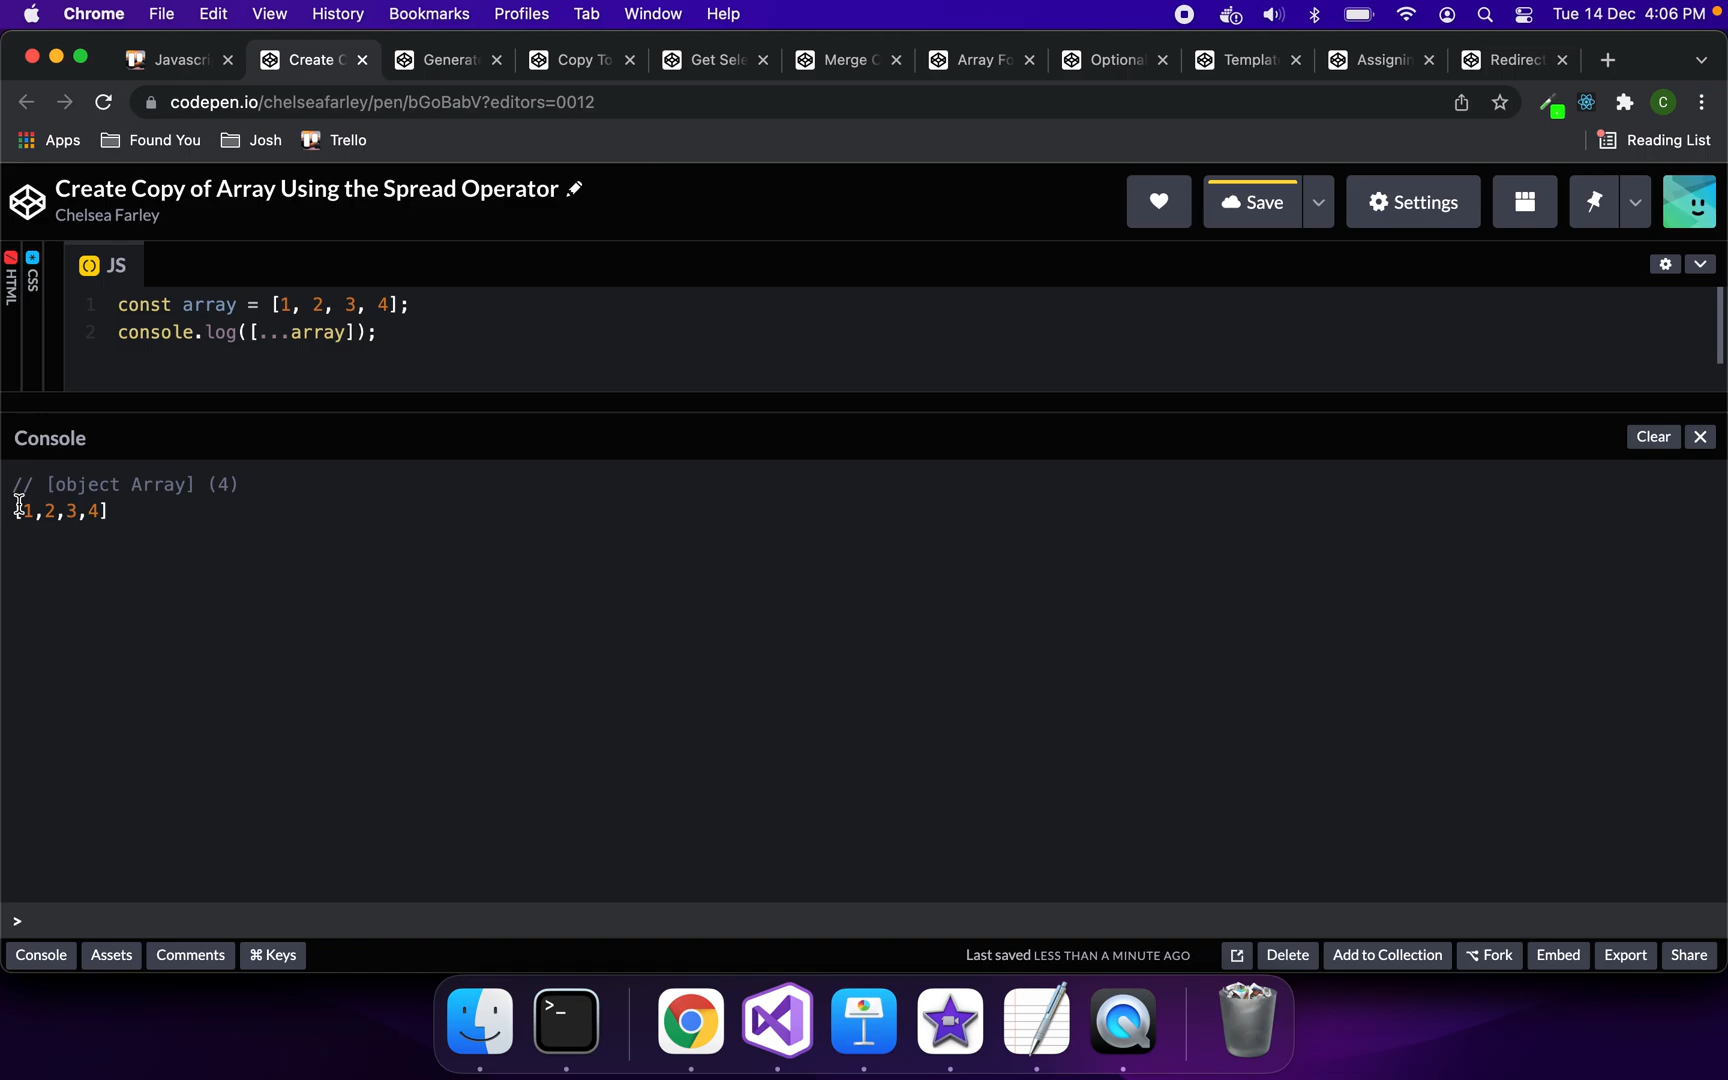 Chrome File Edit View History Bookmarks Profiles Tab Window Help Tue 14 Dec 4:06 PM
Javascri Create C Generat Copy To Get Sele Merge C Array Fo Optional Templat Assignin Redirect
codepen.io/chelseafarley/pen/bGoBabV?editors=0012 C
Apps Found You Josh Trello Reading List
Create Copy of Array Using the Spread Operator
Chelsea Farley
Save Settings
HTML
CSS
JS
1 const array = [1, 2, 3, 4];
2 console.log([...array]);
Console Clear
// [object Array] (4)
[1,2,3,4]
>
Console Assets Comments ⌘ Keys Last saved LESS THAN A MINUTE AGO Delete Add to Collection Fork Embed Export Share